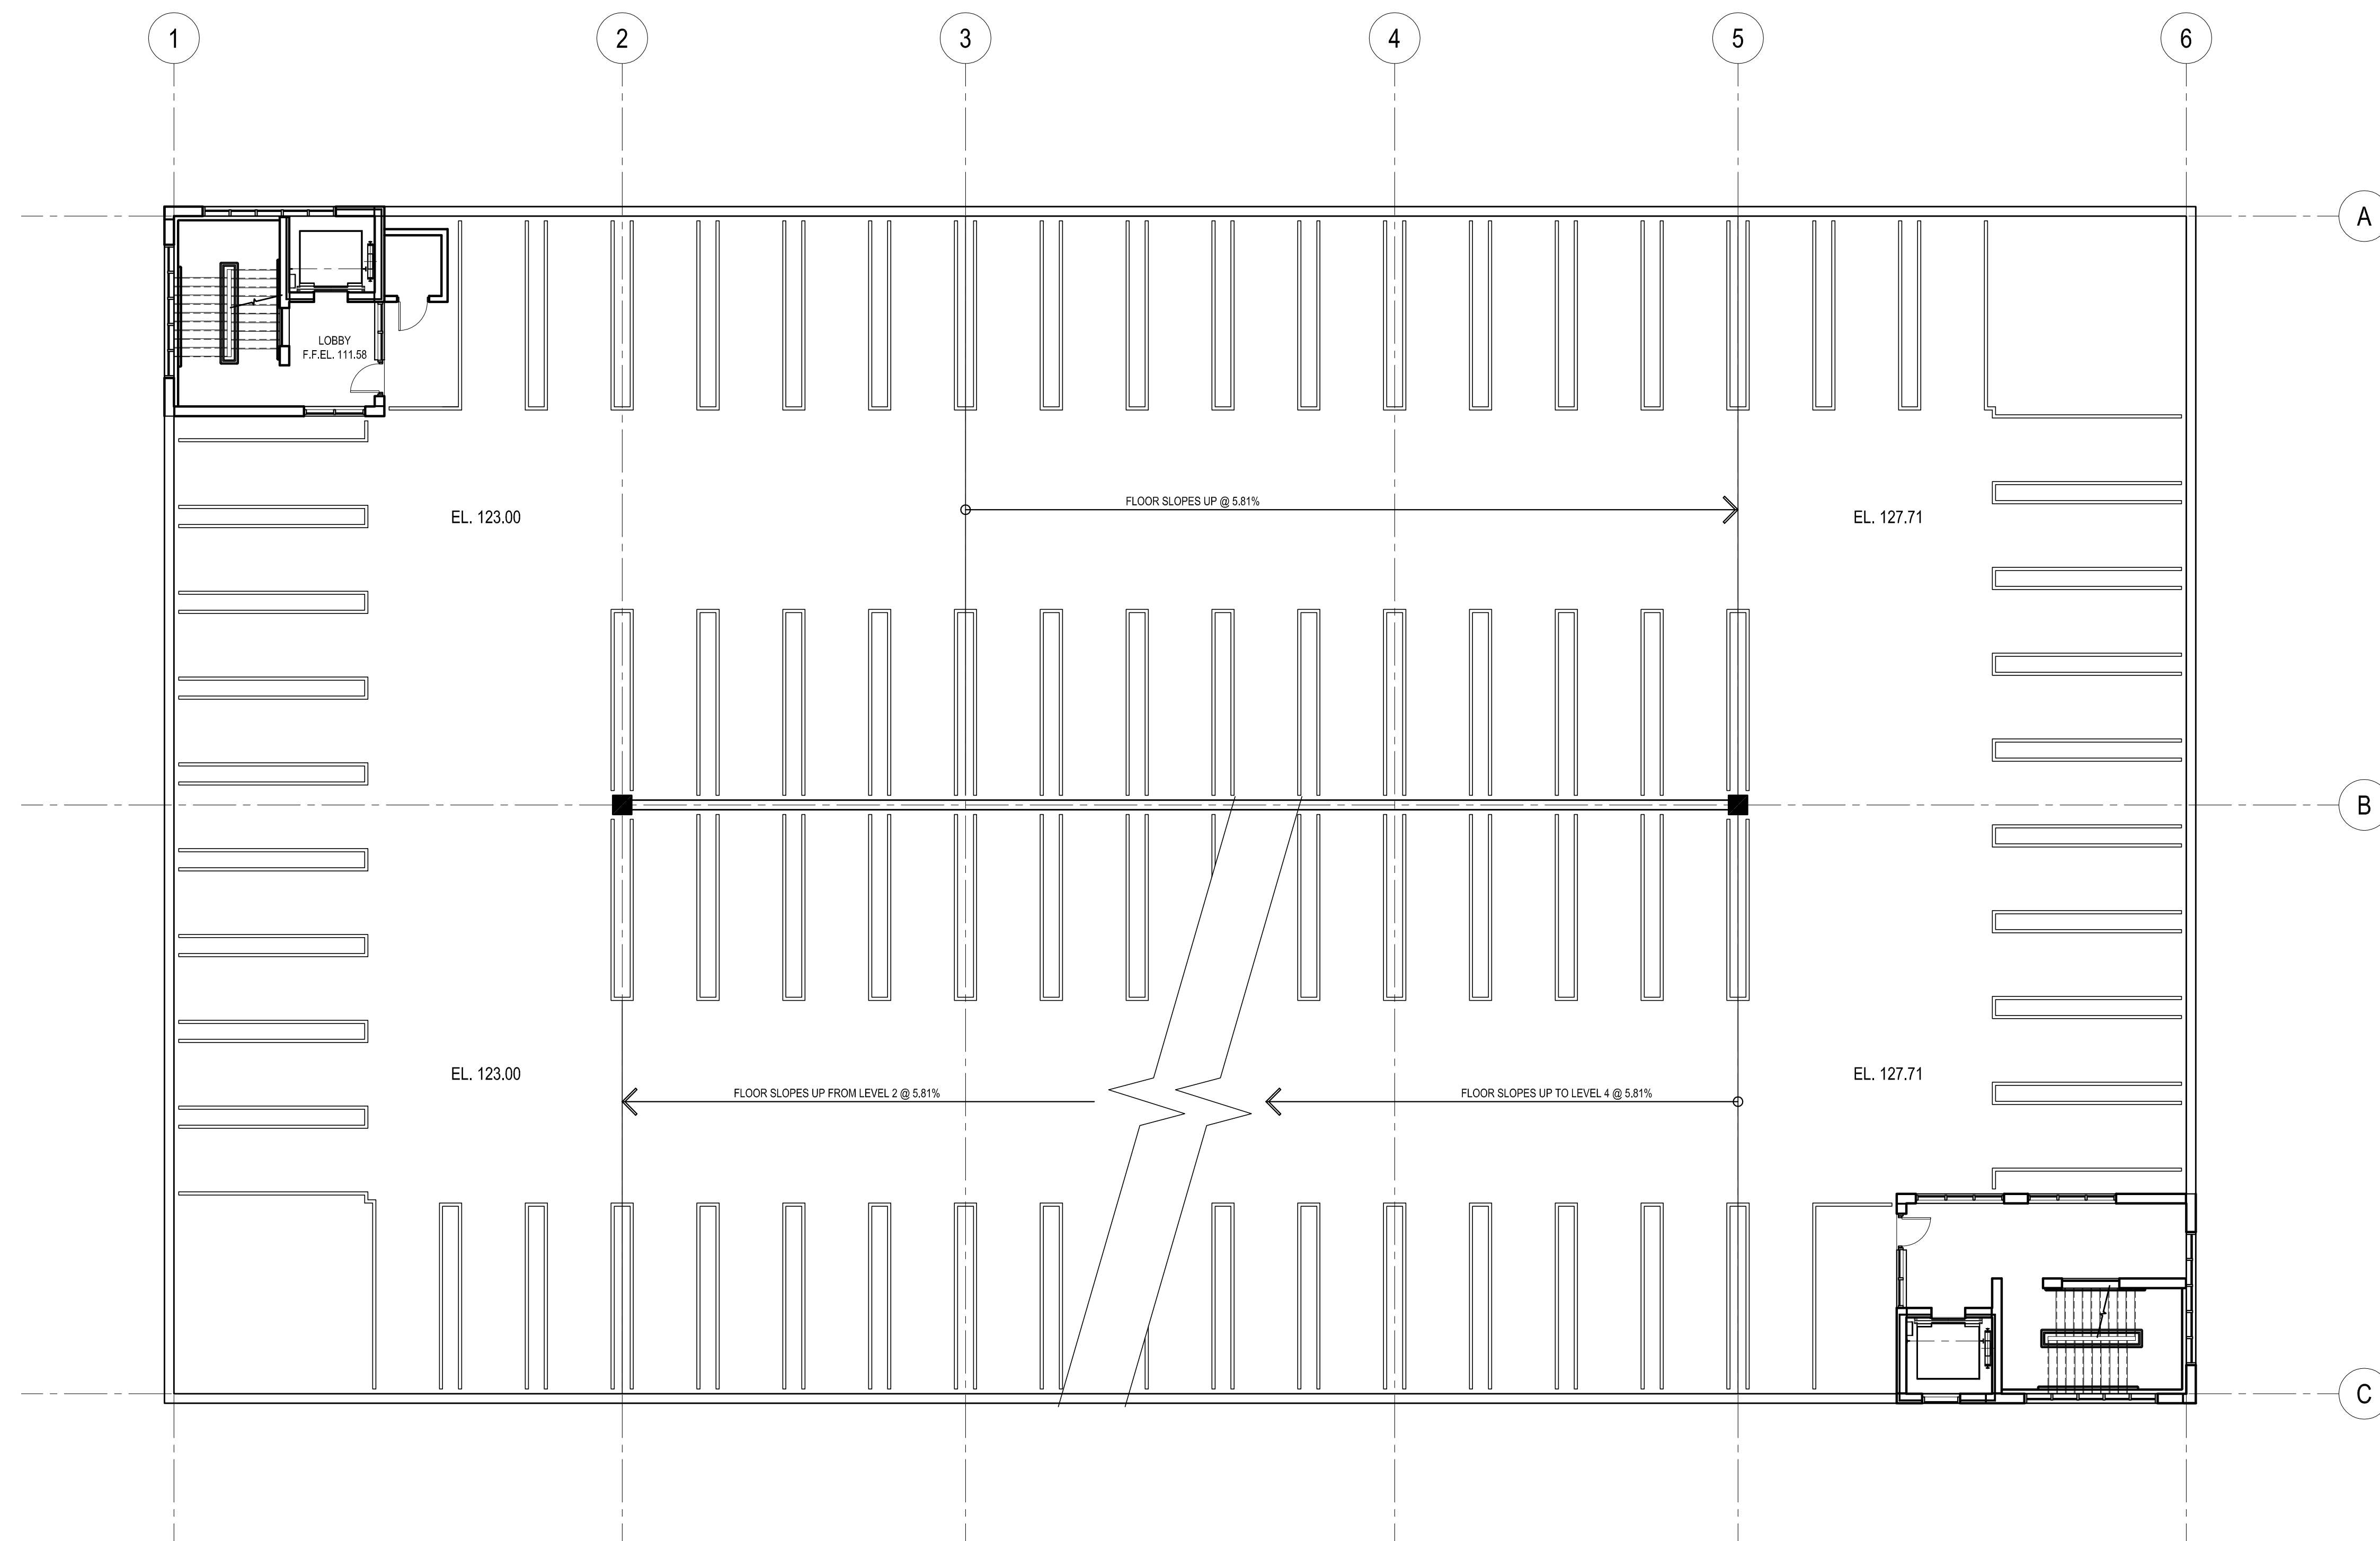 1
2
3
4
5
6
A
LOBBY
F.F.EL. 111.58
FLOOR SLOPES UP @ 5.81%
EL. 123.00
EL. 127.71
B
EL. 123.00
EL. 127.71
FLOOR SLOPES UP FROM LEVEL 2 @ 5.81%
FLOOR SLOPES UP TO LEVEL 4 @ 5.81%
C